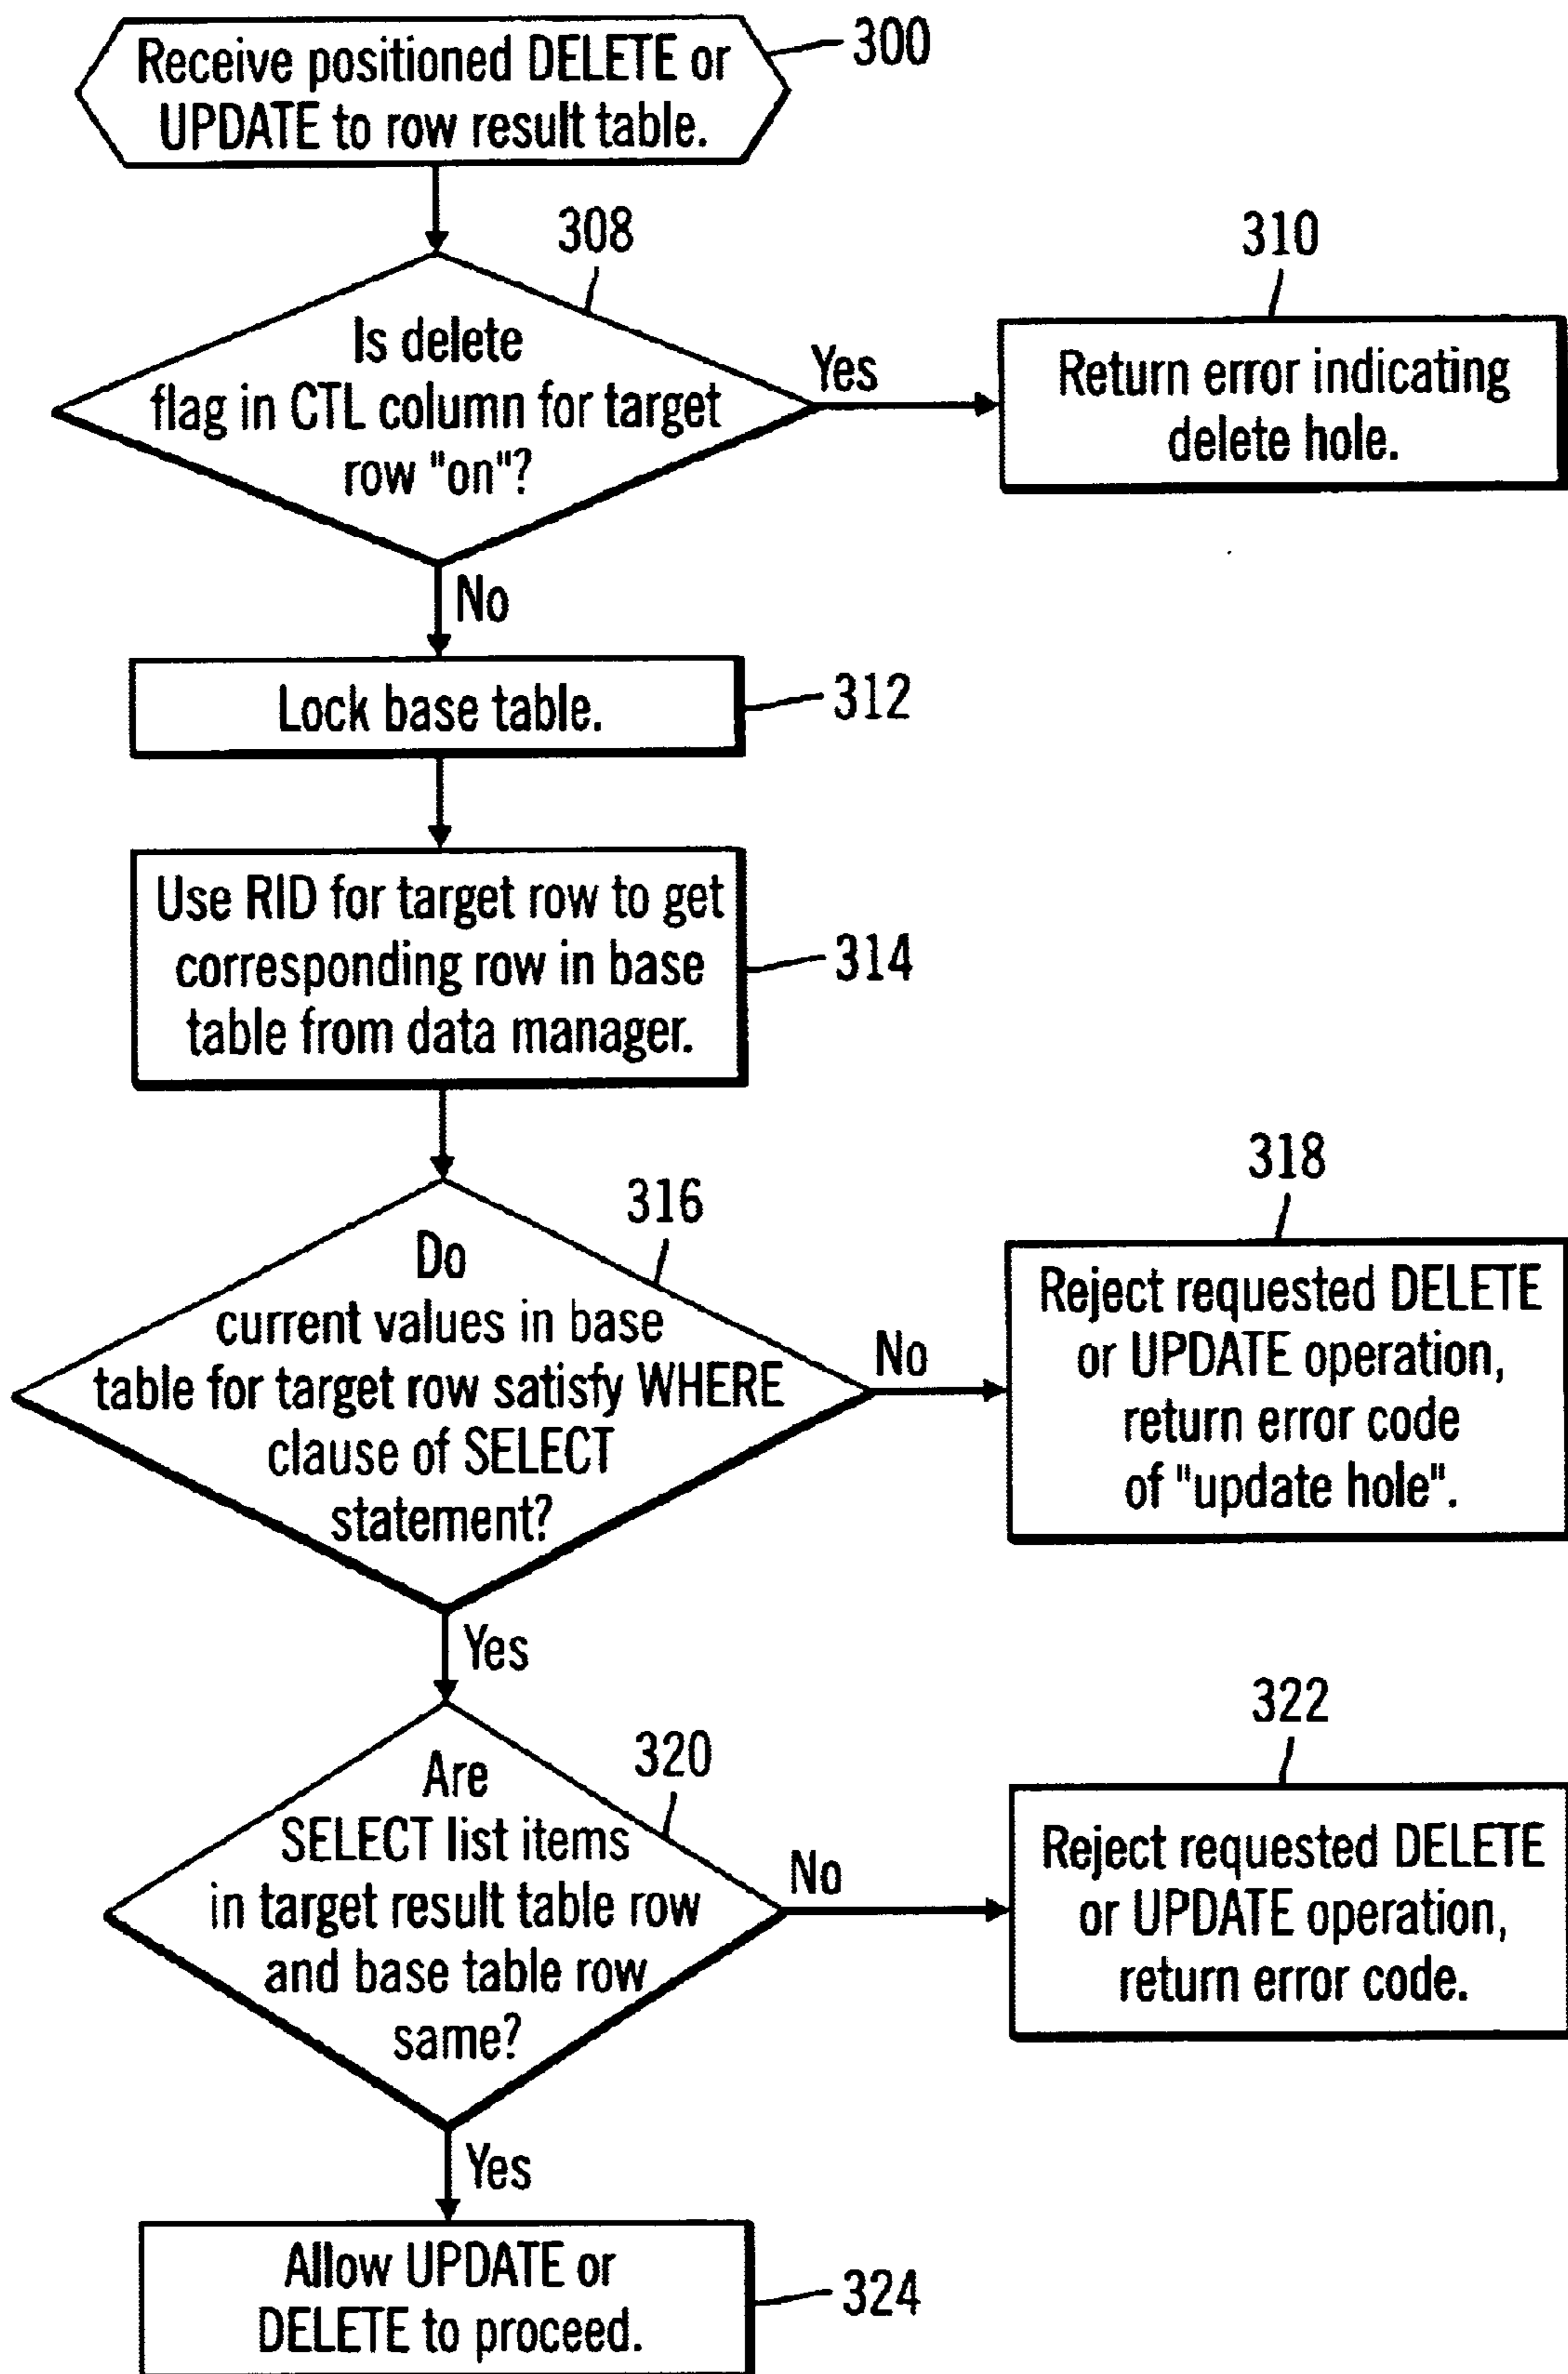 Receive positioned DELETE or
UPDATE to row result table.
300
308
Is delete
flag in CTL column for target
row "on"?
Yes
310
Return error indicating
delete hole.
No
Lock base table.
312
Use RID for target row to get
corresponding row in base
table from data manager.
314
316
Do
current values in base
table for target row satisfy WHERE
clause of SELECT
statement?
No
318
Reject requested DELETE
or UPDATE operation,
return error code
of "update hole".
Yes
320
Are
SELECT list items
in target result table row
and base table row
same?
No
322
Reject requested DELETE
or UPDATE operation,
return error code.
Yes
Allow UPDATE or
DELETE to proceed.
324